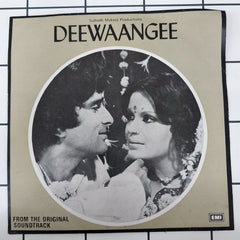 Subodh Mukerji Productions
DEEWAANGEE
FROM THE ORIGINAL
SOUNDTRACK
EMI